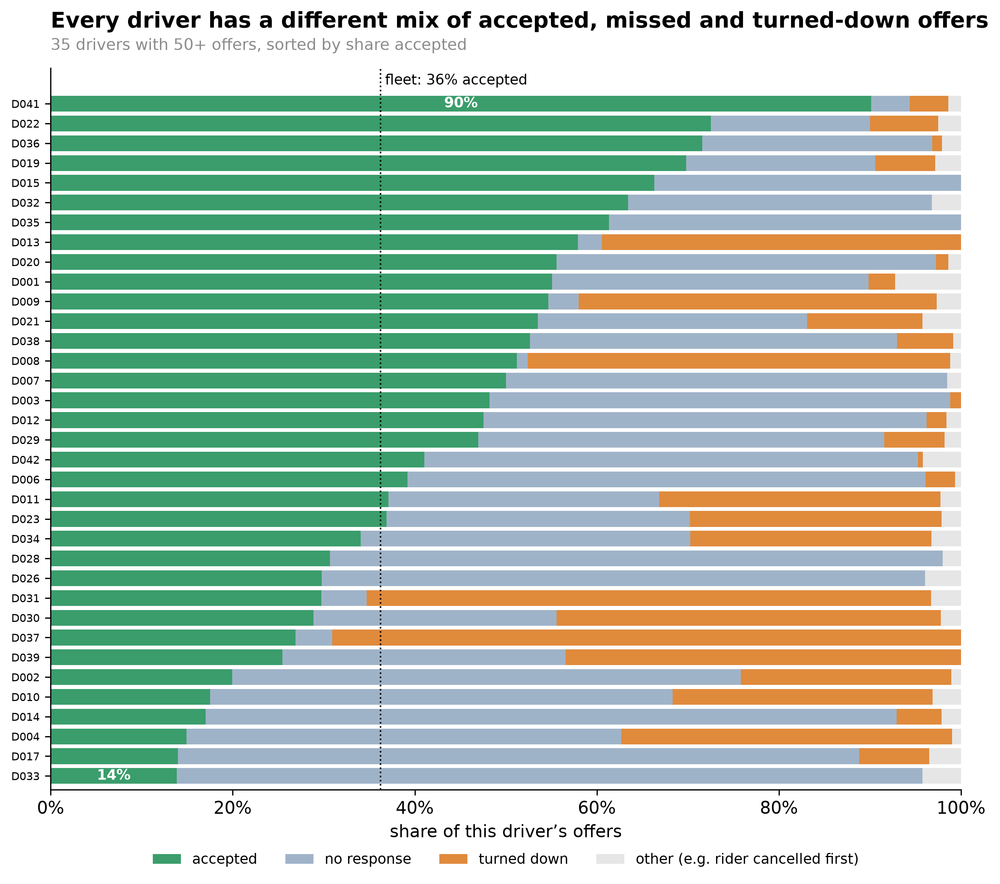 Every driver has a different mix of accepted, missed and turned-down offers
35 drivers with 50+ offers, sorted by share accepted
fleet: 36% accepted
D041 90%
D022
D036
D019
D015
D032
D035
D013
D020
D001
D009
D021
D038
D008
D007
D003
D012
D029
D042
D006
D011
D023
D034
D028
D026
D031
D030
D037
D039
D002
D010
D014
D004
D017
D033 14%
0% 20% 40% 60% 80% 100%
share of this driver’s offers
accepted no response turned down other (e.g. rider cancelled first)